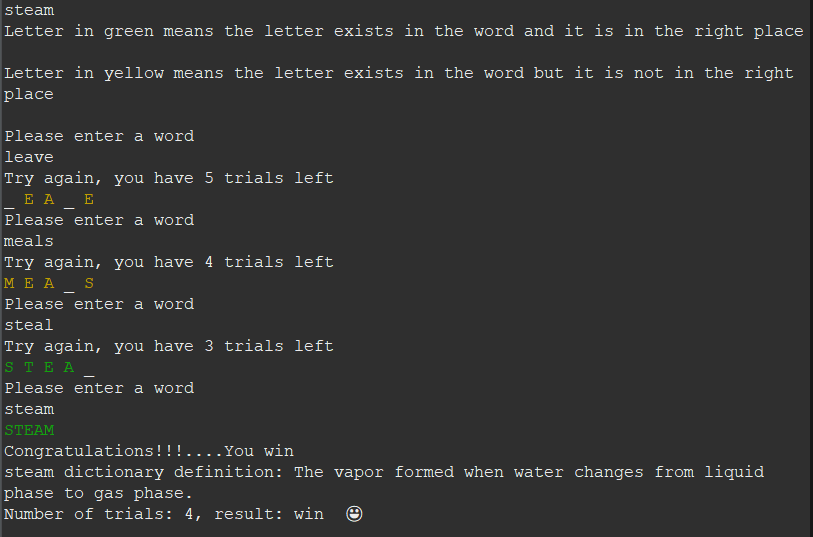 steam
Letter in green means the letter exists in the word and it is in the right place
Letter in yellow means the letter exists in the word but it is not in the right
place
Please enter a word
leave
Try again, you have 5 trials left
_ E A _ E
Please enter a word
meals
Try again, you have 4 trials left
M E A _ S
Please enter a word
steal
Try again, you have 3 trials left
S T E A _
Please enter a word
steam
STEAM
Congratulations!!!....You win
steam dictionary definition: The vapor formed when water changes from liquid
phase to gas phase.
Number of trials: 4, result: win 😃